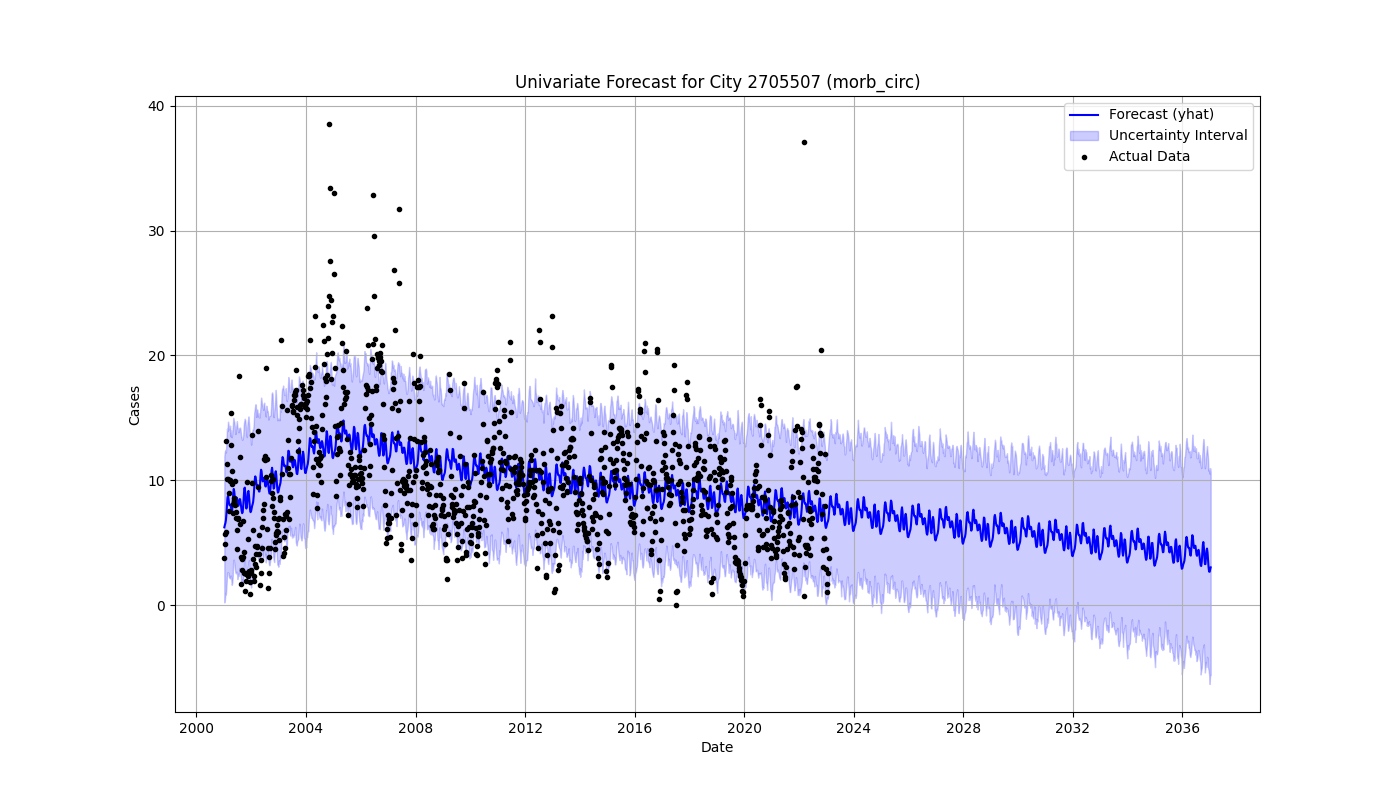 Univariate Forecast for City 2705507 (morb_circ)
Forecast (yhat)
Uncertainty Interval
Actual Data
Cases
40
30
20
10
0
2000 2004 2008 2012 2016 2020 2024 2028 2032 2036
Date